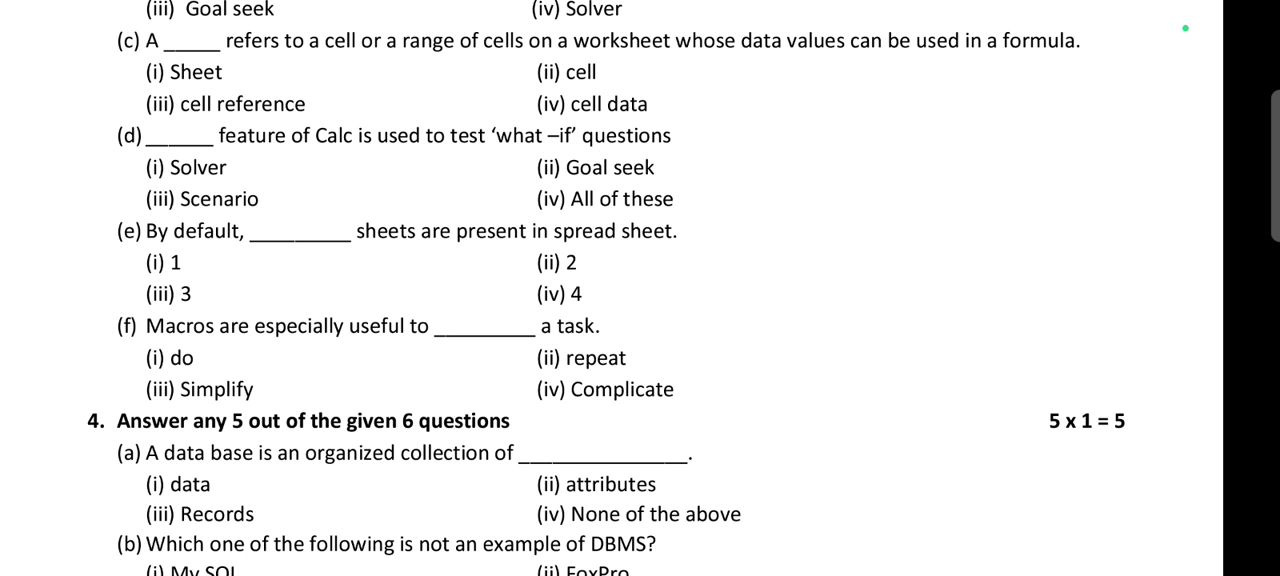 (iii) Goal seek (iv) Solver
(c) A _____ refers to a cell or a range of cells on a worksheet whose data values can be used in a formula.
(i) Sheet (ii) cell
(iii) cell reference (iv) cell data
(d) ______ feature of Calc is used to test ‘what –if’ questions
(i) Solver (ii) Goal seek
(iii) Scenario (iv) All of these
(e) By default, _________ sheets are present in spread sheet.
(i) 1 (ii) 2
(iii) 3 (iv) 4
(f) Macros are especially useful to _________ a task.
(i) do (ii) repeat
(iii) Simplify (iv) Complicate
4. Answer any 5 out of the given 6 questions 5 x 1 = 5
(a) A data base is an organized collection of _______________.
(i) data (ii) attributes
(iii) Records (iv) None of the above
(b) Which one of the following is not an example of DBMS?
(i) My SQL (ii) FoxPro